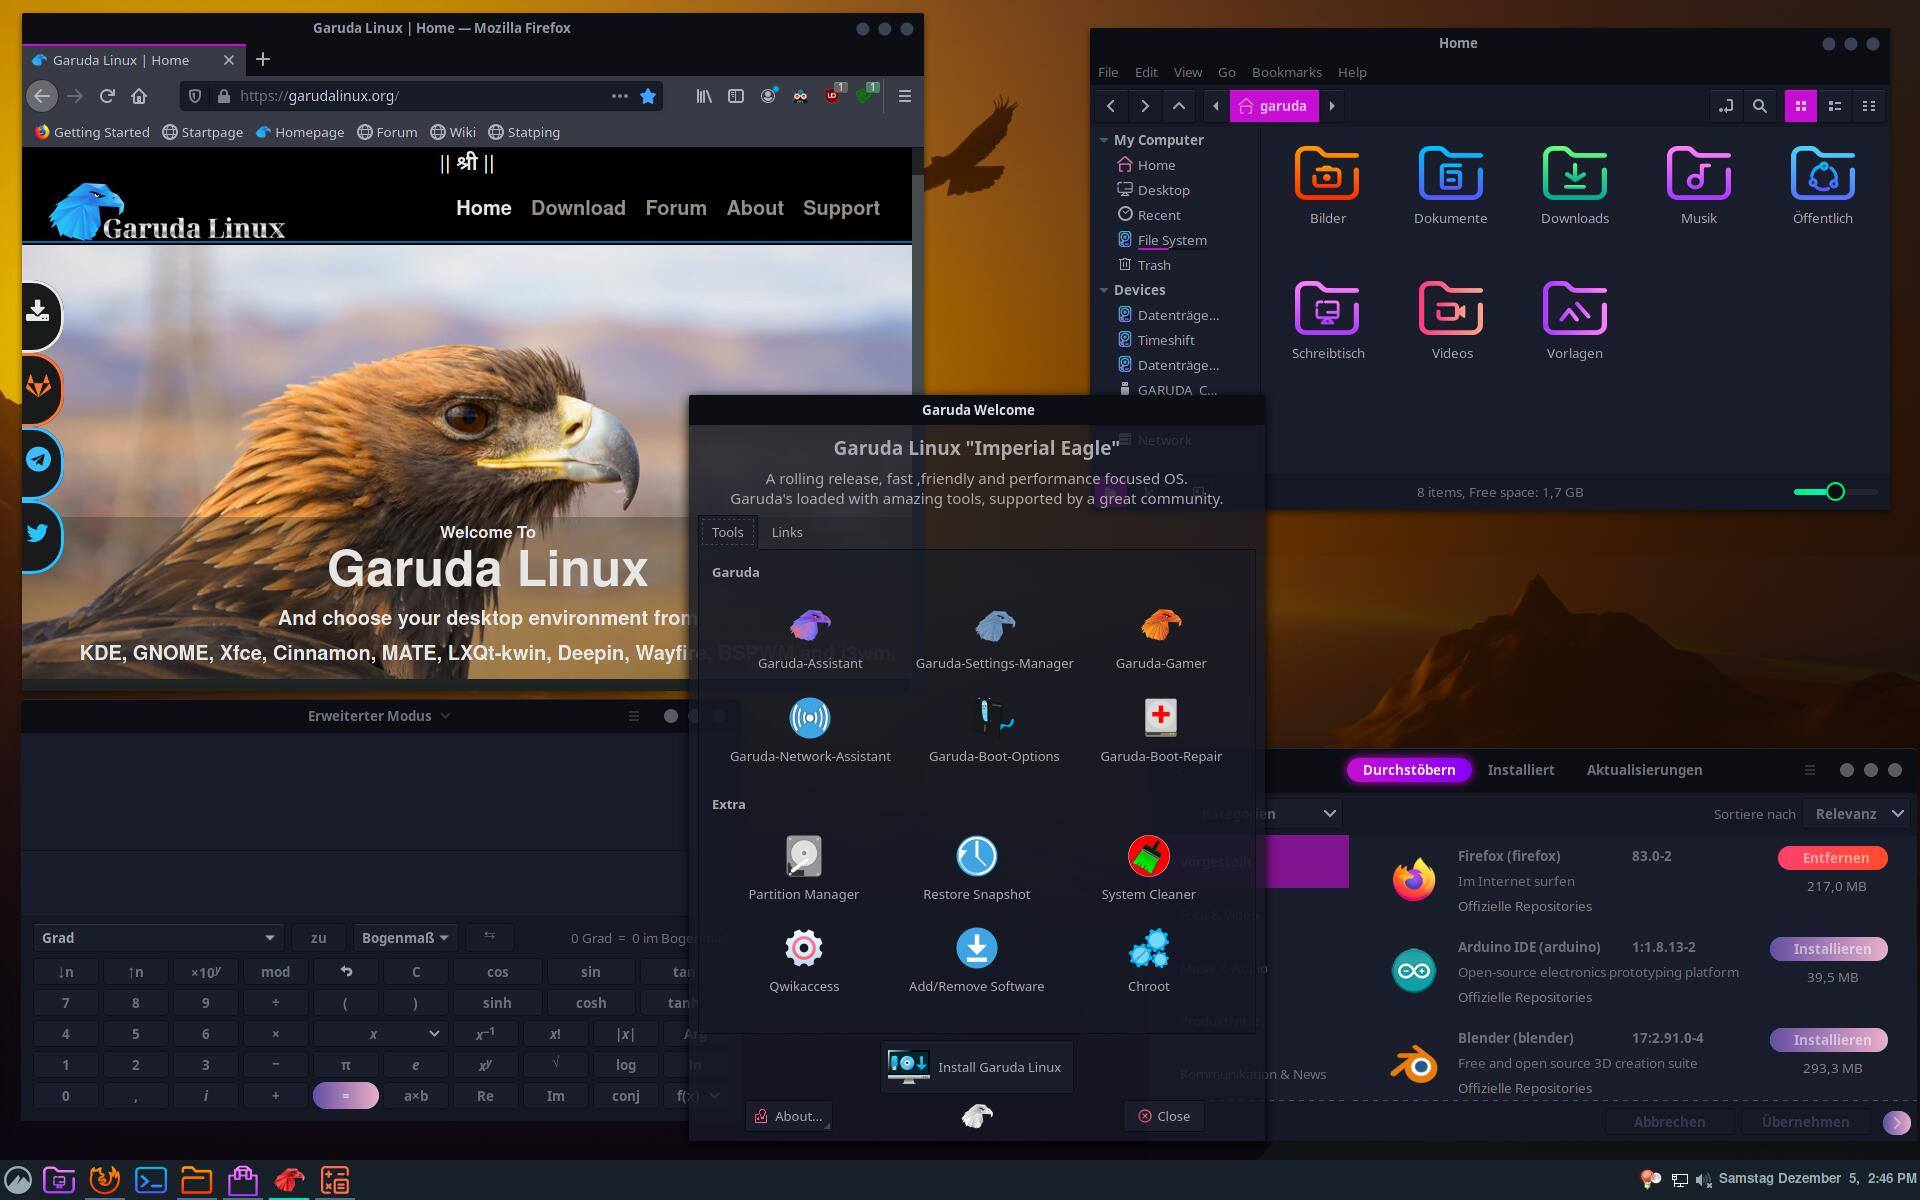 Garuda Linux | Home — Mozilla Firefox
Garuda Linux | Home
https://garudalinux.org/
1
1
Getting Started Startpage Homepage Forum Wiki Statping
|| श्री ||
Garuda Linux
Home Download Forum About Support
Welcome To
Garuda Linux
And choose your desktop environment from
KDE, GNOME, Xfce, Cinnamon, MATE, LXQt-kwin, Deepin, Wayfire, BSPWM and i3wm.
Home
File Edit View Go Bookmarks Help
garuda
My Computer
Home
Desktop
Recent
File System
Trash
Devices
Datenträge...
Timeshift
Datenträge...
GARUDA_C...
Network
Bilder Dokumente Downloads Musik Öffentlich
Schreibtisch Videos Vorlagen
8 items, Free space: 1,7 GB
Garuda Welcome
Garuda Linux "Imperial Eagle"
A rolling release, fast ,friendly and performance focused OS.
Garuda's loaded with amazing tools, supported by a great community.
Tools Links
Garuda
Garuda-Assistant Garuda-Settings-Manager Garuda-Gamer
Garuda-Network-Assistant Garuda-Boot-Options Garuda-Boot-Repair
Extra
Partition Manager Restore Snapshot System Cleaner
Qwikaccess Add/Remove Software Chroot
Install Garuda Linux
About... Close
Erweiterter Modus
Grad zu Bogenmaß ⇆ 0 Grad = 0 im
↓n ↑n ×10ʸ mod C cos sin tan
7 8 9 ÷ ( ) sinh cosh tanh
4 5 6 × x x⁻¹ x! |x| Arg
1 2 3 − π e xʸ √ log ln
0 , i + = a×b Re Im conj f(x)
Durchstöbern Installiert Aktualisierungen
Kategorien
Sortiere nach Relevanz
Vorgestellt
Foto & Video
Musik & Audio
Produktivität
Kommunikation & News
Firefox (firefox) 83.0-2 Entfernen
Im Internet surfen 217,0 MB
Offizielle Repositories
Arduino IDE (arduino) 1:1.8.13-2 Installieren
Open-source electronics prototyping platform 39,5 MB
Offizielle Repositories
Blender (blender) 17:2.91.0-4 Installieren
Free and open source 3D creation suite 293,3 MB
Offizielle Repositories
Abbrechen Übernehmen
Samstag Dezember 5, 2:46 PM